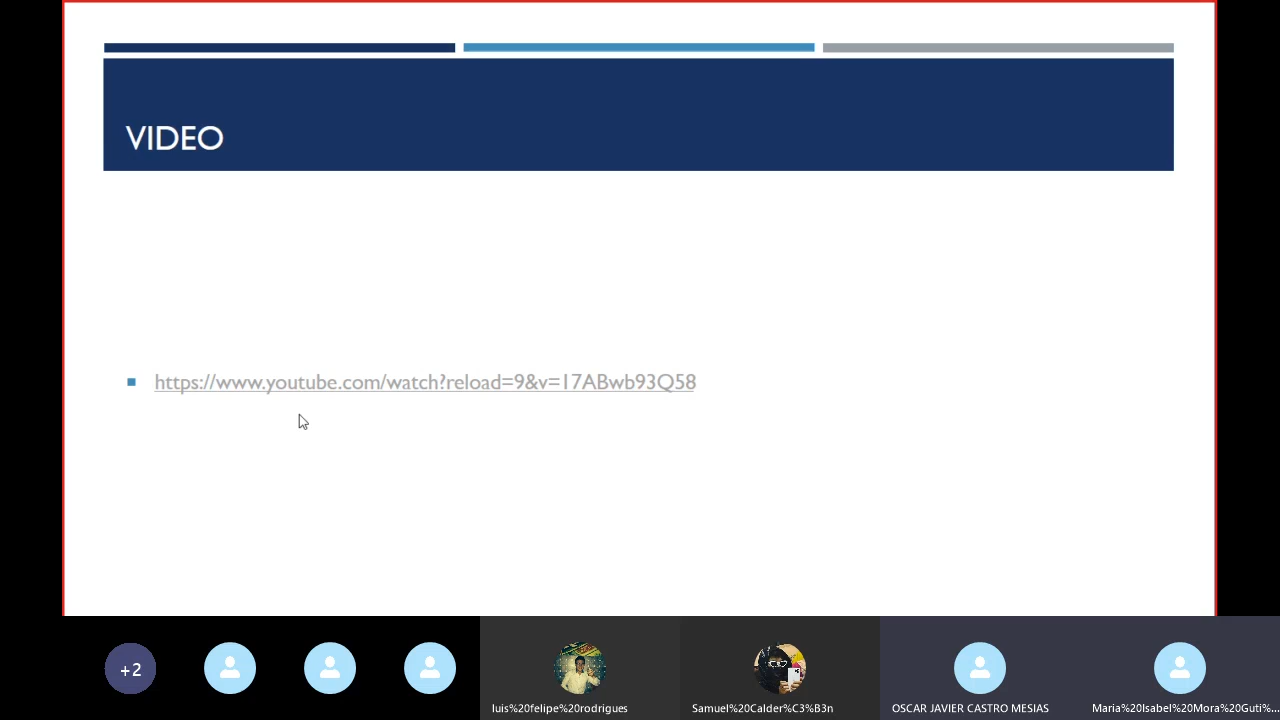 VIDEO
https://www.youtube.com/watch?reload=9&v=17ABwb93Q58
+2
luis%20felipe%20rodrigues
Samuel%20Calder%C3%B3n
OSCAR JAVIER CASTRO MESIAS
Maria%20Isabel%20Mora%20Guti%...